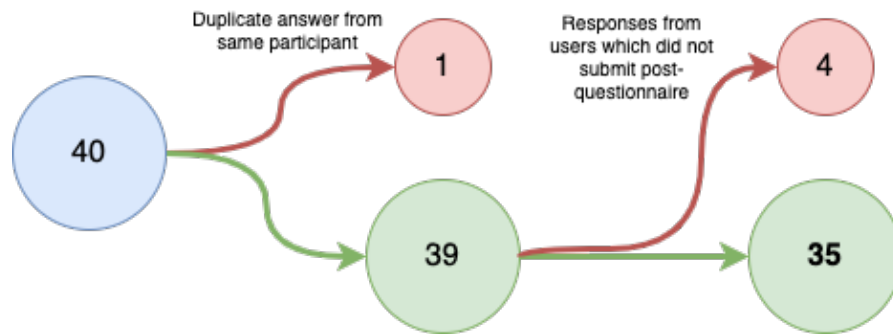 Duplicate answer from
same participant
1
Responses from
users which did not
submit post-
questionnaire
4
40
39
35